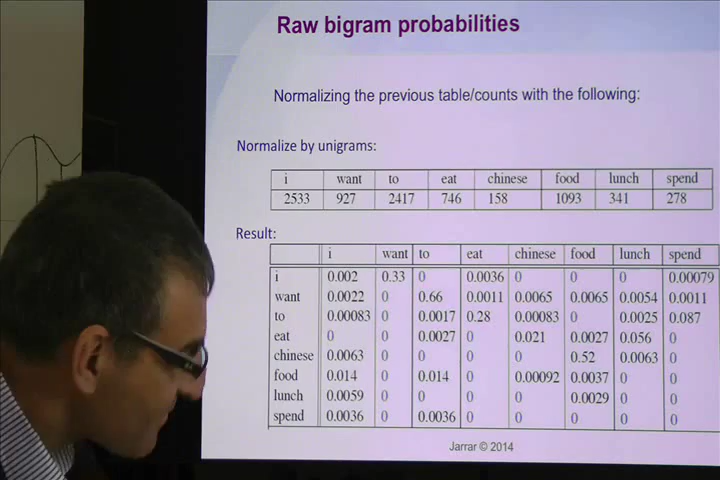 Raw bigram probabilities
Normalizing the previous table/counts with the following:
Normalize by unigrams:
i want to eat chinese food lunch spend
2533 927 2417 746 158 1093 341 278
Result:
i want to eat chinese food lunch spend
i 0.002 0.33 0 0.0036 0 0 0 0.00079
want 0.0022 0 0.66 0.0011 0.0065 0.0065 0.0054 0.0011
to 0.00083 0 0.0017 0.28 0.00083 0 0.0025 0.087
eat 0 0 0.0027 0 0.021 0.0027 0.056 0
chinese 0.0063 0 0 0 0 0.52 0.0063 0
food 0.014 0 0.014 0 0.00092 0.0037 0 0
lunch 0.0059 0 0 0 0 0.0029 0 0
spend 0.0036 0 0.0036 0 0 0 0 0
Jarrar © 2014